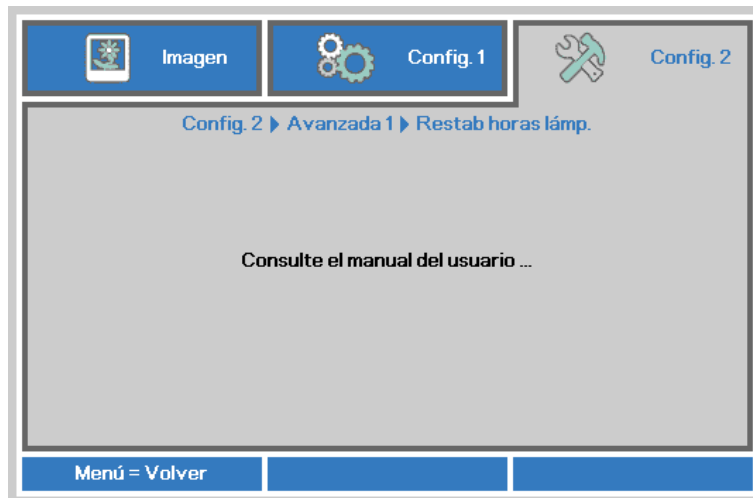 Imagen
Config. 1
Config. 2
Config. 2 ▶ Avanzada 1 ▶ Restab horas lámp.
Consulte el manual del usuario ...
Menú = Volver